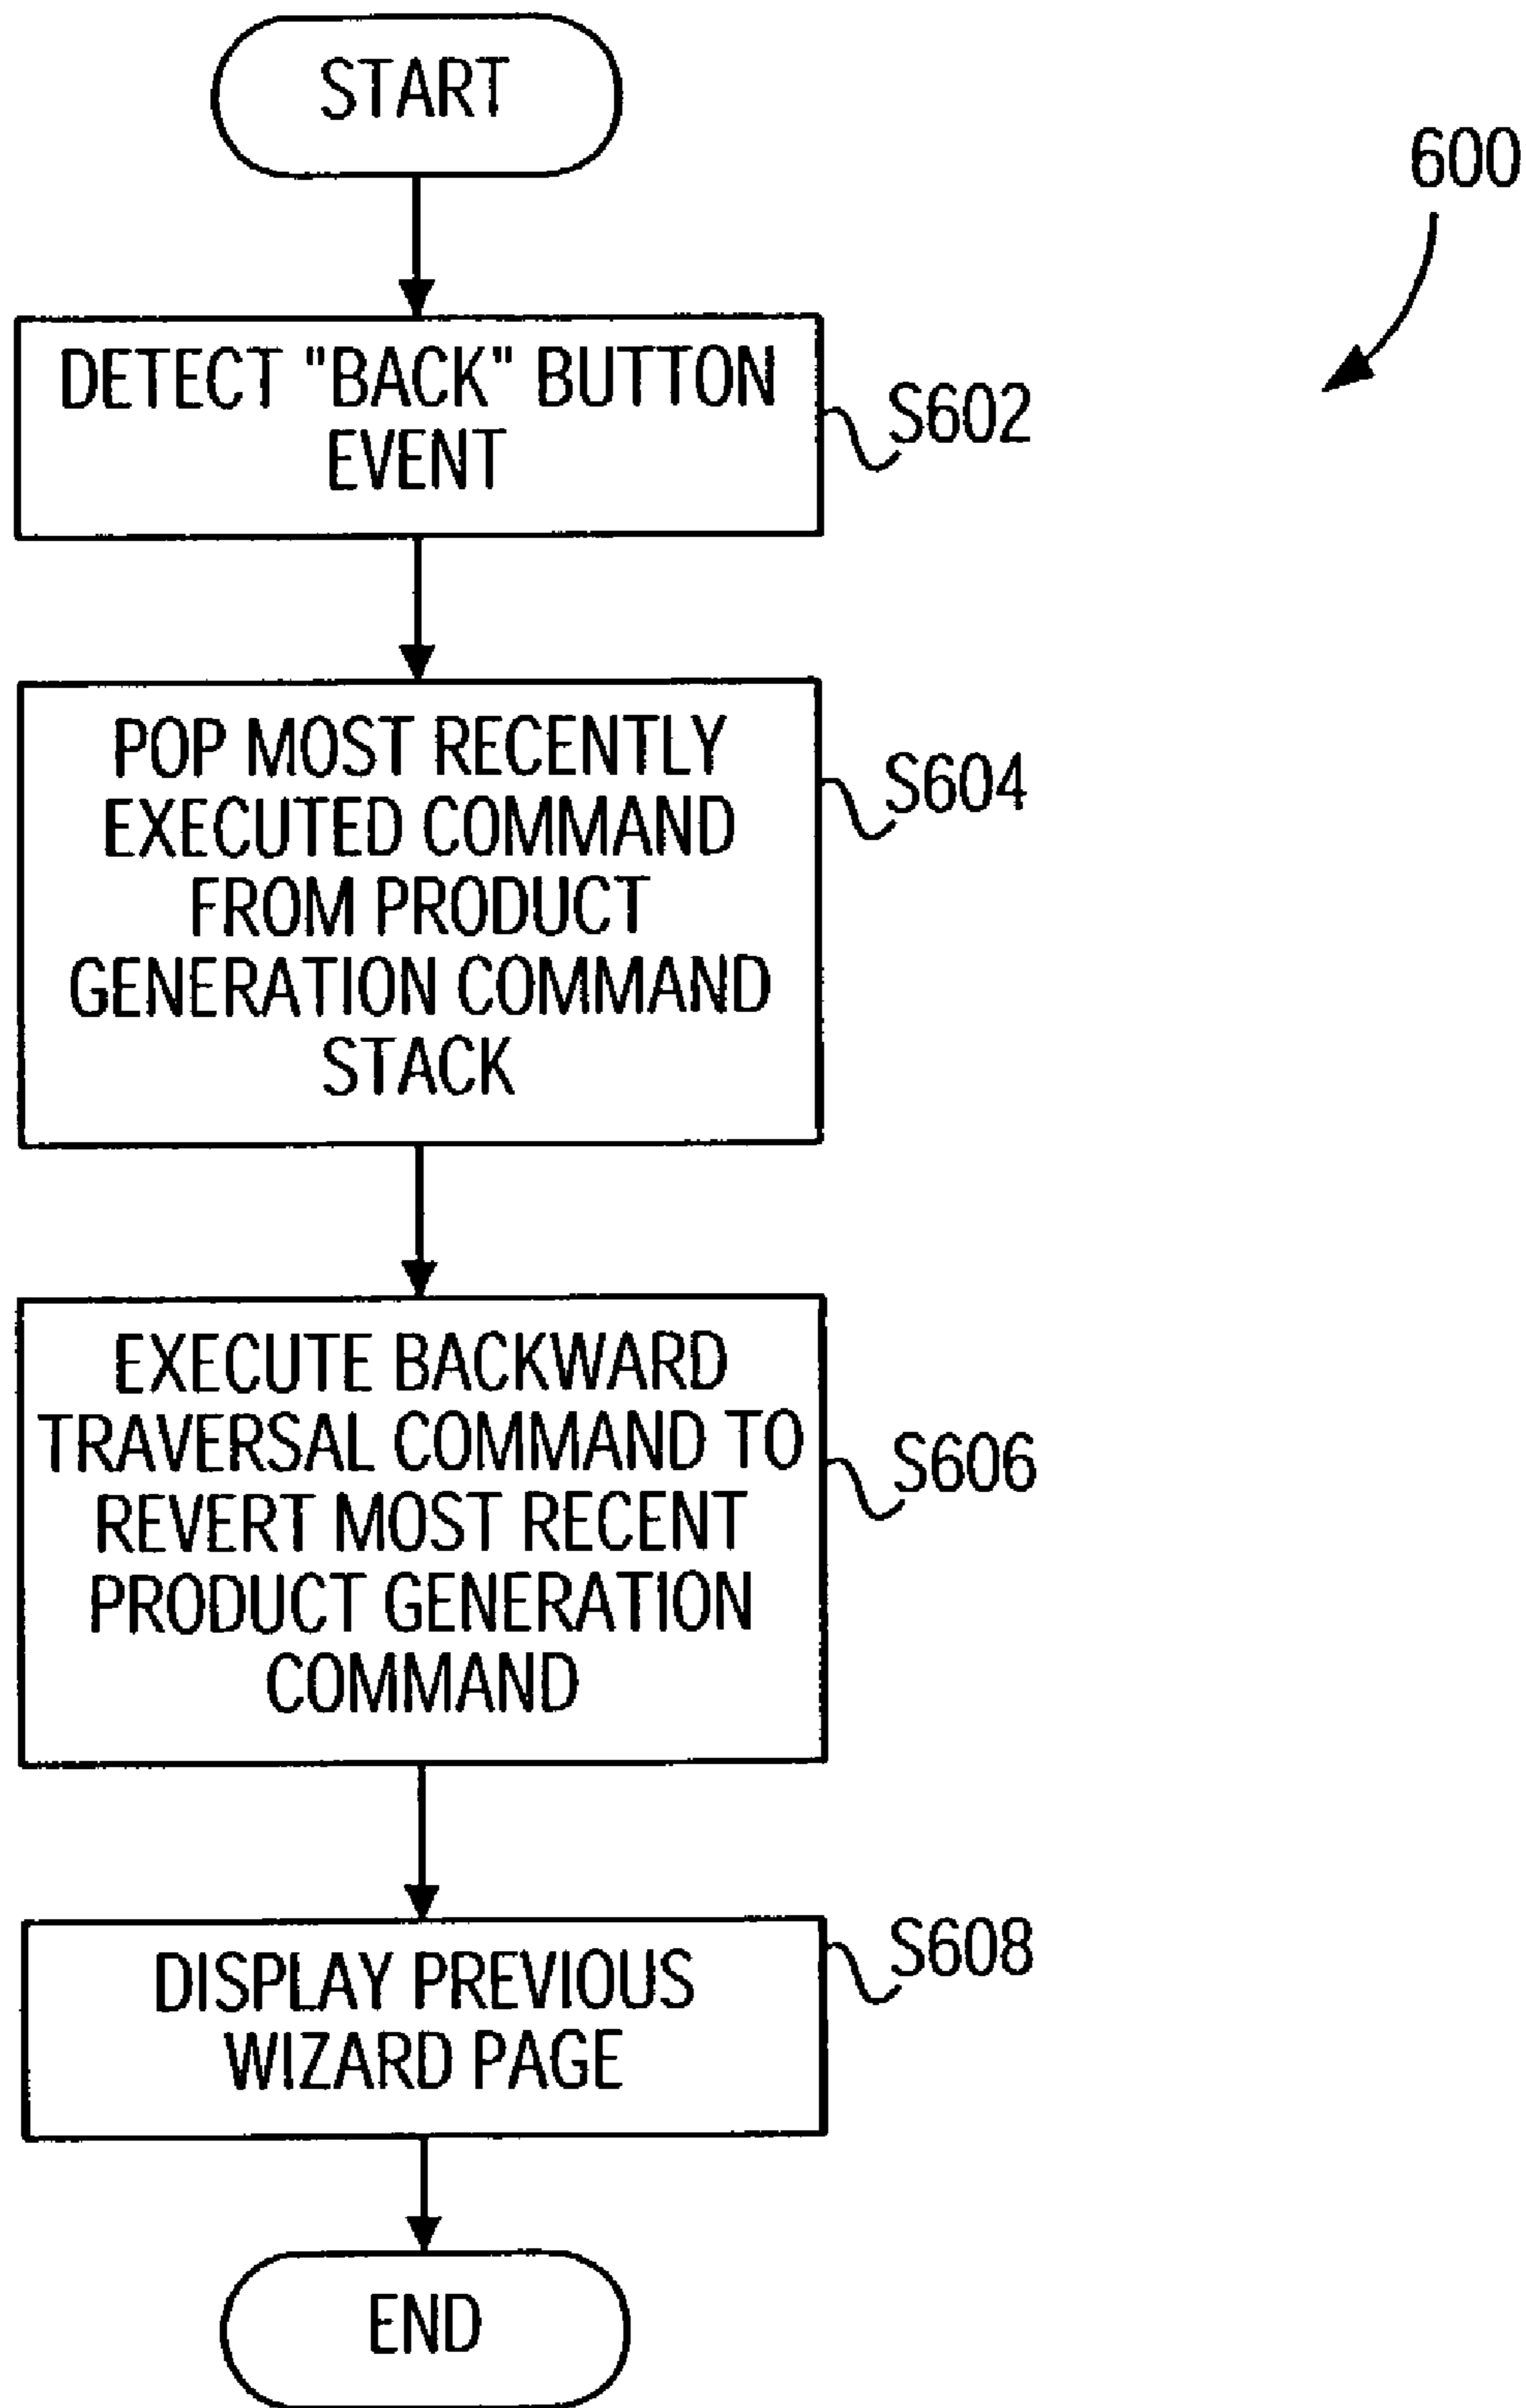 START
600
DETECT "BACK" BUTTON
EVENT
S602
POP MOST RECENTLY
EXECUTED COMMAND
FROM PRODUCT
GENERATION COMMAND
STACK
S604
EXECUTE BACKWARD
TRAVERSAL COMMAND TO
REVERT MOST RECENT
PRODUCT GENERATION
COMMAND
S606
DISPLAY PREVIOUS
WIZARD PAGE
S608
END